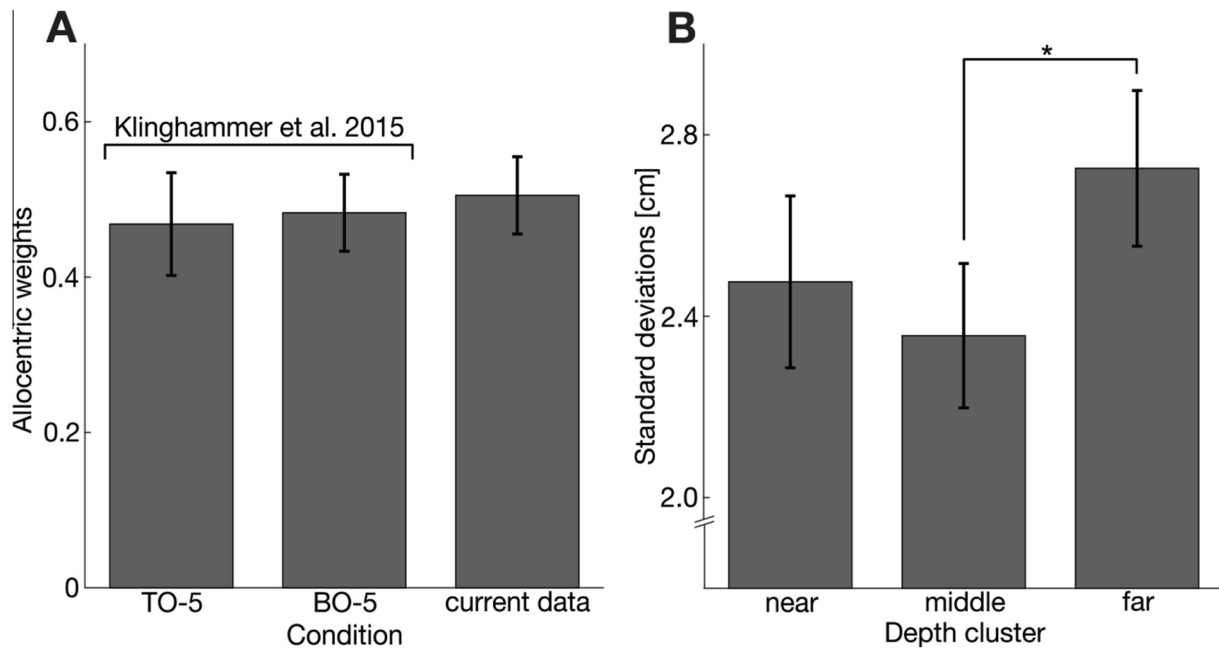 A
Klinghammer et al. 2015
Allocentric weights
0.6
0.4
0.2
0
TO-5
BO-5
current data
Condition
B
*
Standard deviations [cm]
2.8
2.4
2.0
near
middle
far
Depth cluster